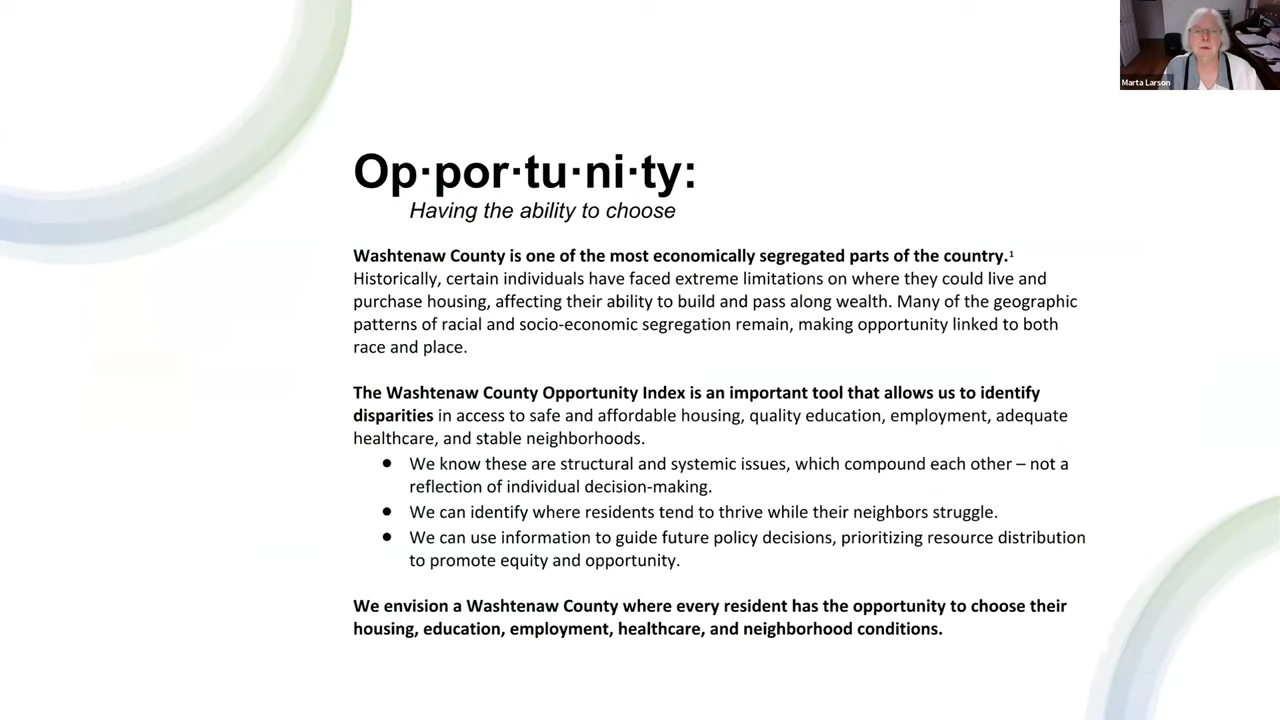 Marta Larson
Op·por·tu·ni·ty:
Having the ability to choose
Washtenaw County is one of the most economically segregated parts of the country.¹
Historically, certain individuals have faced extreme limitations on where they could live and
purchase housing, affecting their ability to build and pass along wealth. Many of the geographic
patterns of racial and socio-economic segregation remain, making opportunity linked to both
race and place.
The Washtenaw County Opportunity Index is an important tool that allows us to identify
disparities in access to safe and affordable housing, quality education, employment, adequate
healthcare, and stable neighborhoods.
● We know these are structural and systemic issues, which compound each other – not a
reflection of individual decision-making.
● We can identify where residents tend to thrive while their neighbors struggle.
● We can use information to guide future policy decisions, prioritizing resource distribution
to promote equity and opportunity.
We envision a Washtenaw County where every resident has the opportunity to choose their
housing, education, employment, healthcare, and neighborhood conditions.